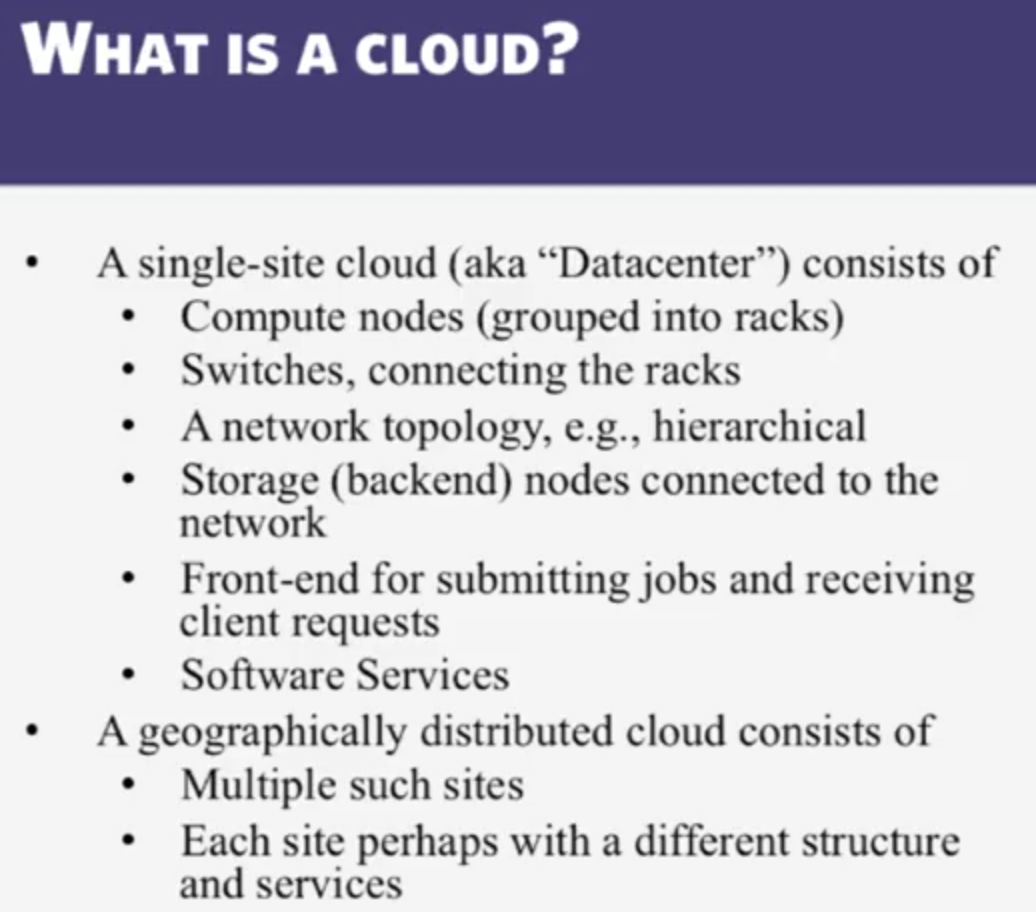 WHAT IS A CLOUD?
• A single-site cloud (aka “Datacenter”) consists of
• Compute nodes (grouped into racks)
• Switches, connecting the racks
• A network topology, e.g., hierarchical
• Storage (backend) nodes connected to the
network
• Front-end for submitting jobs and receiving
client requests
• Software Services
• A geographically distributed cloud consists of
• Multiple such sites
• Each site perhaps with a different structure
and services